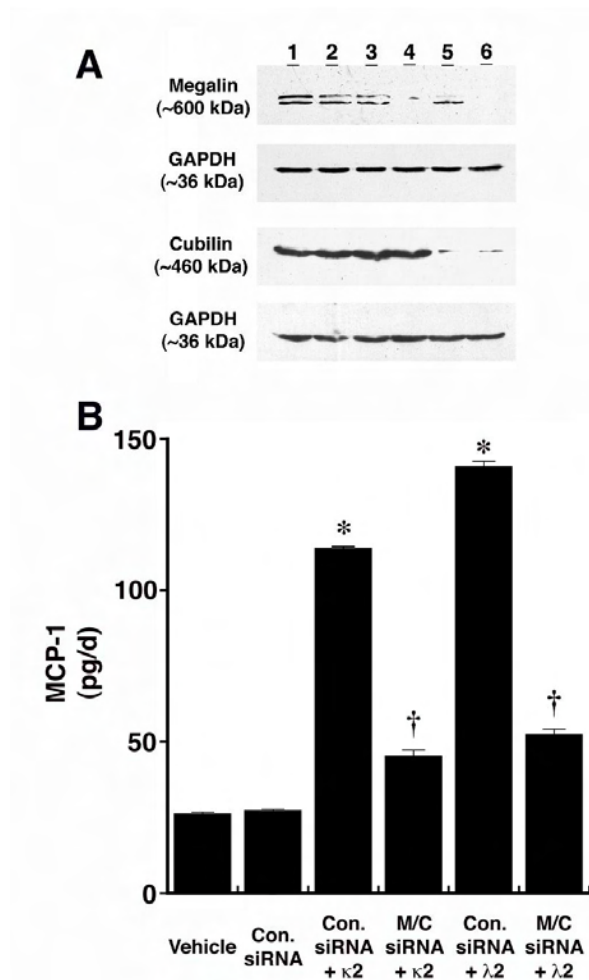 A
1 2 3 4 5 6
Megalin
(~600 kDa)
GAPDH
(~36 kDa)
Cubilin
(~460 kDa)
GAPDH
(~36 kDa)
B
150
100
50
0
MCP-1
(pg/d)
*
†
*
†
Vehicle
Con.
siRNA
Con.
siRNA
+ κ2
M/C
siRNA
+ κ2
Con.
siRNA
+ λ2
M/C
siRNA
+ λ2